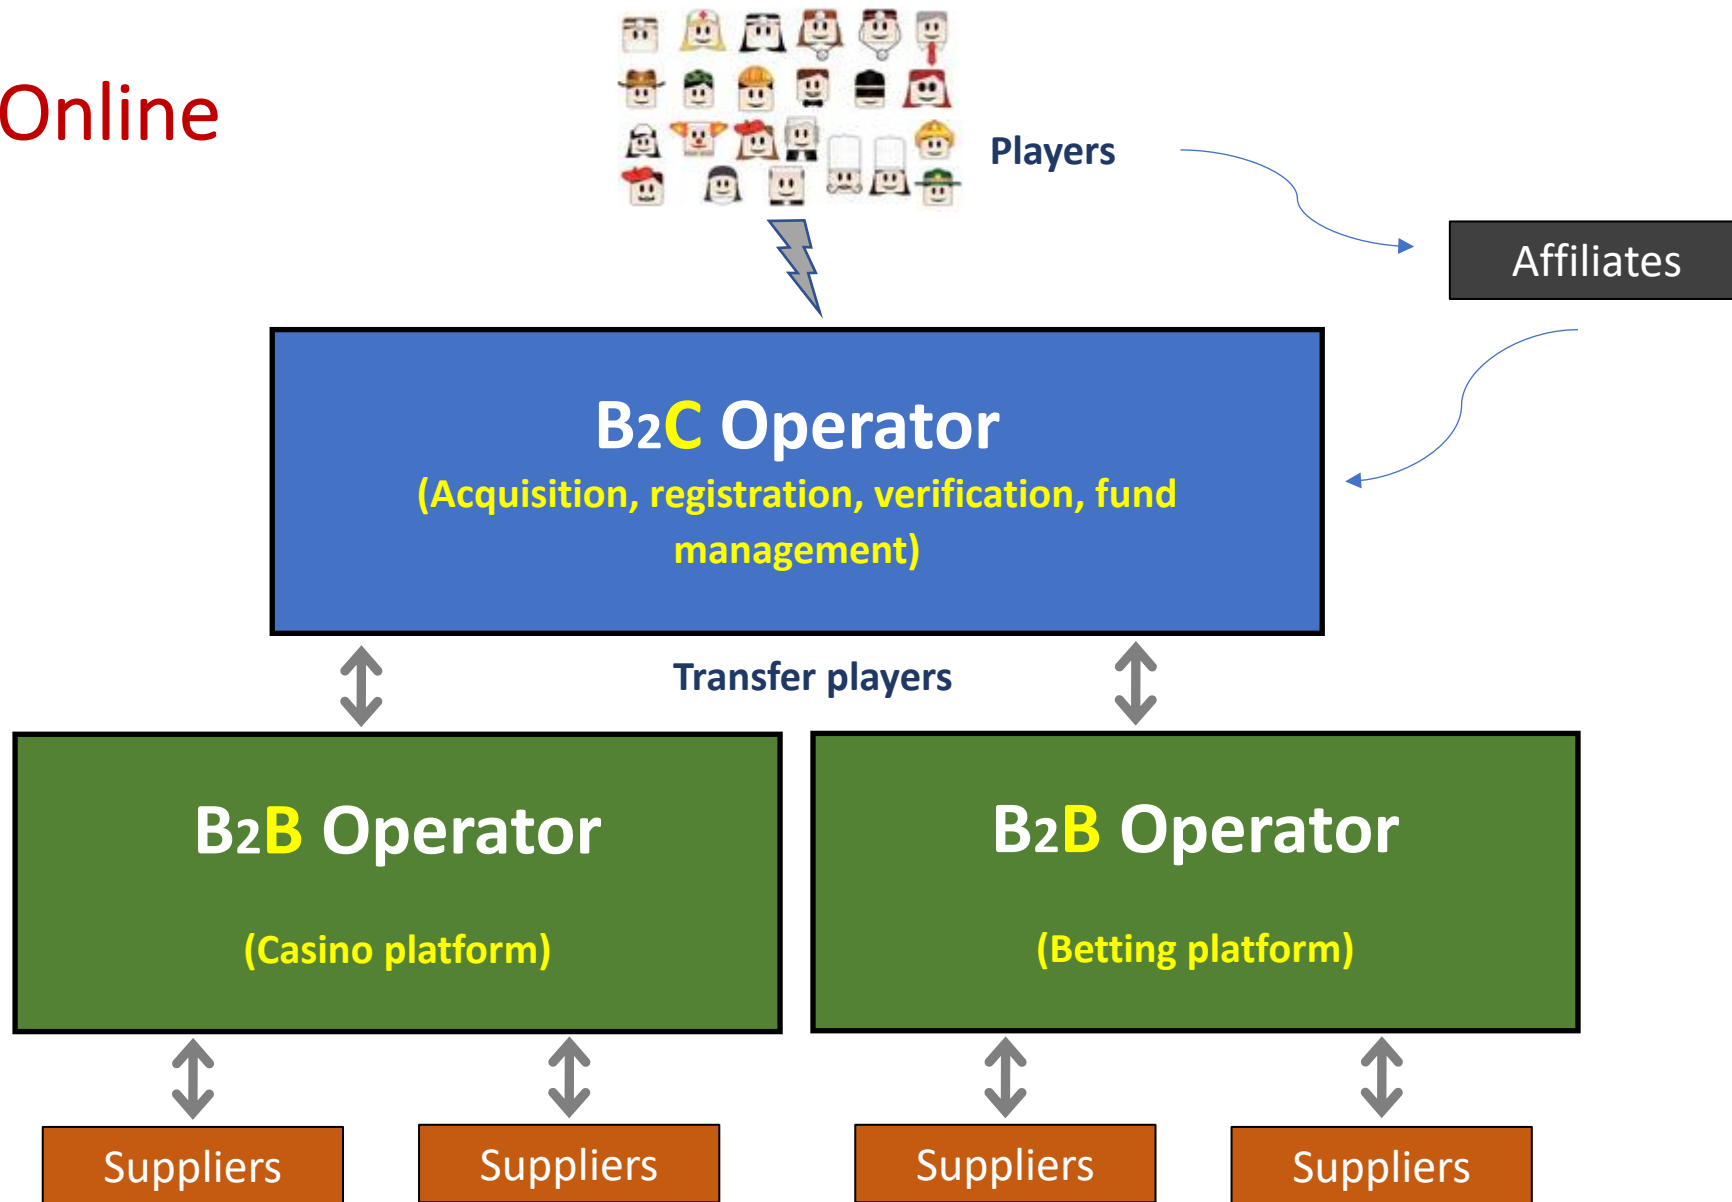 Online
Players
Affiliates
B2C Operator
(Acquisition, registration, verification, fund
management)
Transfer players
B2B Operator
(Casino platform)
B2B Operator
(Betting platform)
Suppliers
Suppliers
Suppliers
Suppliers